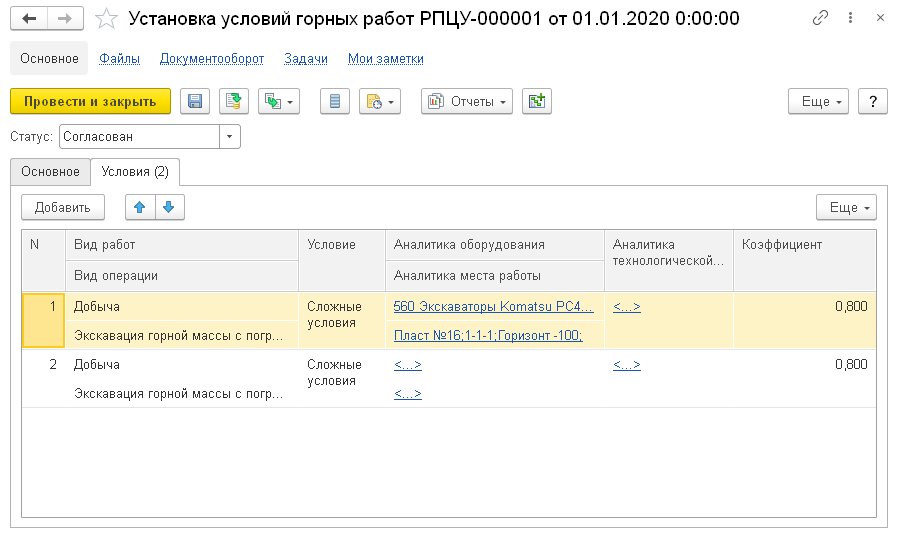 Установка условий горных работ РПЦУ-000001 от 01.01.2020 0:00:00
Основное Файлы Документооборот Задачи Мои заметки
Провести и закрыть Отчеты Еще ?
Статус: Согласован
Основное Условия (2)
Добавить Еще
N Вид работ Условие Аналитика оборудования Аналитика Коэффициент
технологической...
Вид операции Аналитика места работы
1 Добыча Сложные 560 Экскаваторы Komatsu PC4... <...> 0,800
условия
Экскавация горной массы с погр... Пласт №16;1-1-1;Горизонт -100;
2 Добыча Сложные <...> <...> 0,800
условия
Экскавация горной массы с погр... <...>